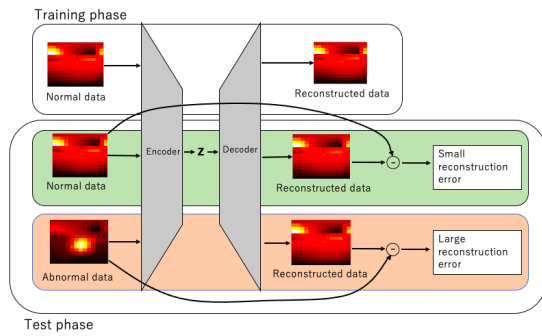 Training phase
Normal data
Reconstructed data
Encoder
Z
Decoder
Normal data
Reconstructed data
-
Small
reconstruction
error
Abnormal data
Reconstructed data
-
Large
reconstruction
error
Test phase